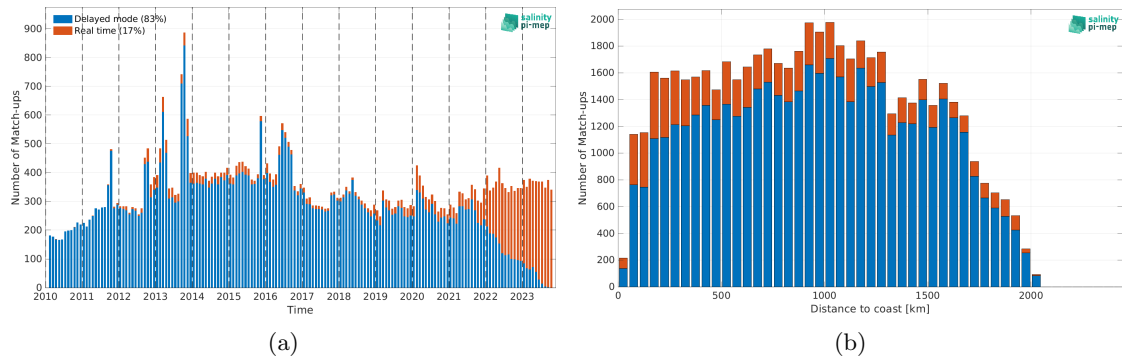 Delayed mode (83%)
Real time (17%)
salinity
pi-mep
Number of Match-ups
900
800
700
600
500
400
300
200
100
0
2010 2011 2012 2013 2014 2015 2016 2017 2018 2019 2020 2021 2022 2023
Time
(a)
salinity
pi-mep
Number of Match-ups
2000
1800
1600
1400
1200
1000
800
600
400
200
0
0 500 1000 1500 2000
Distance to coast [km]
(b)